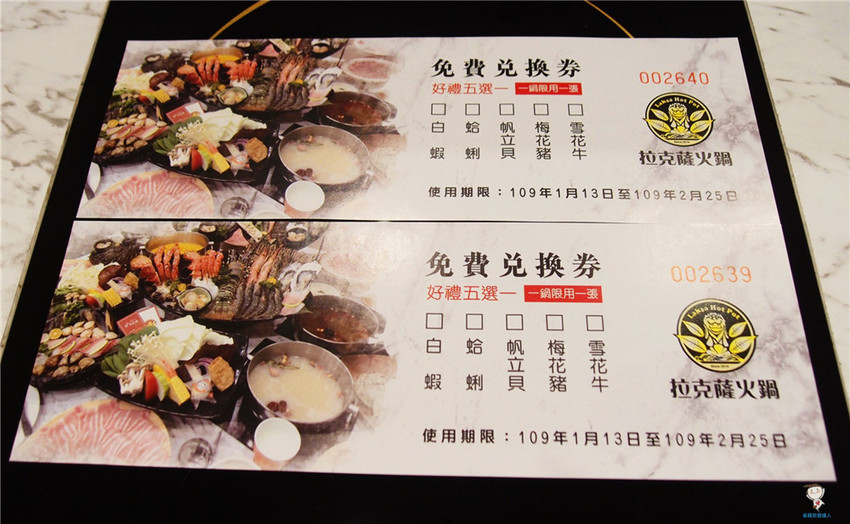 免費兌換券
002640
好禮五選一 一鍋限用一張
Laksa Hot Pot
□ □ □ □ □
白蝦 蛤蜊 帆立貝 梅花豬 雪花牛
拉克薩火鍋
使用期限：109年1月13日至109年2月25日
免費兌換券
002639
好禮五選一 一鍋限用一張
Laksa Hot Pot
□ □ □ □ □
白蝦 蛤蜊 帆立貝 梅花豬 雪花牛
拉克薩火鍋
使用期限：109年1月13日至109年2月25日